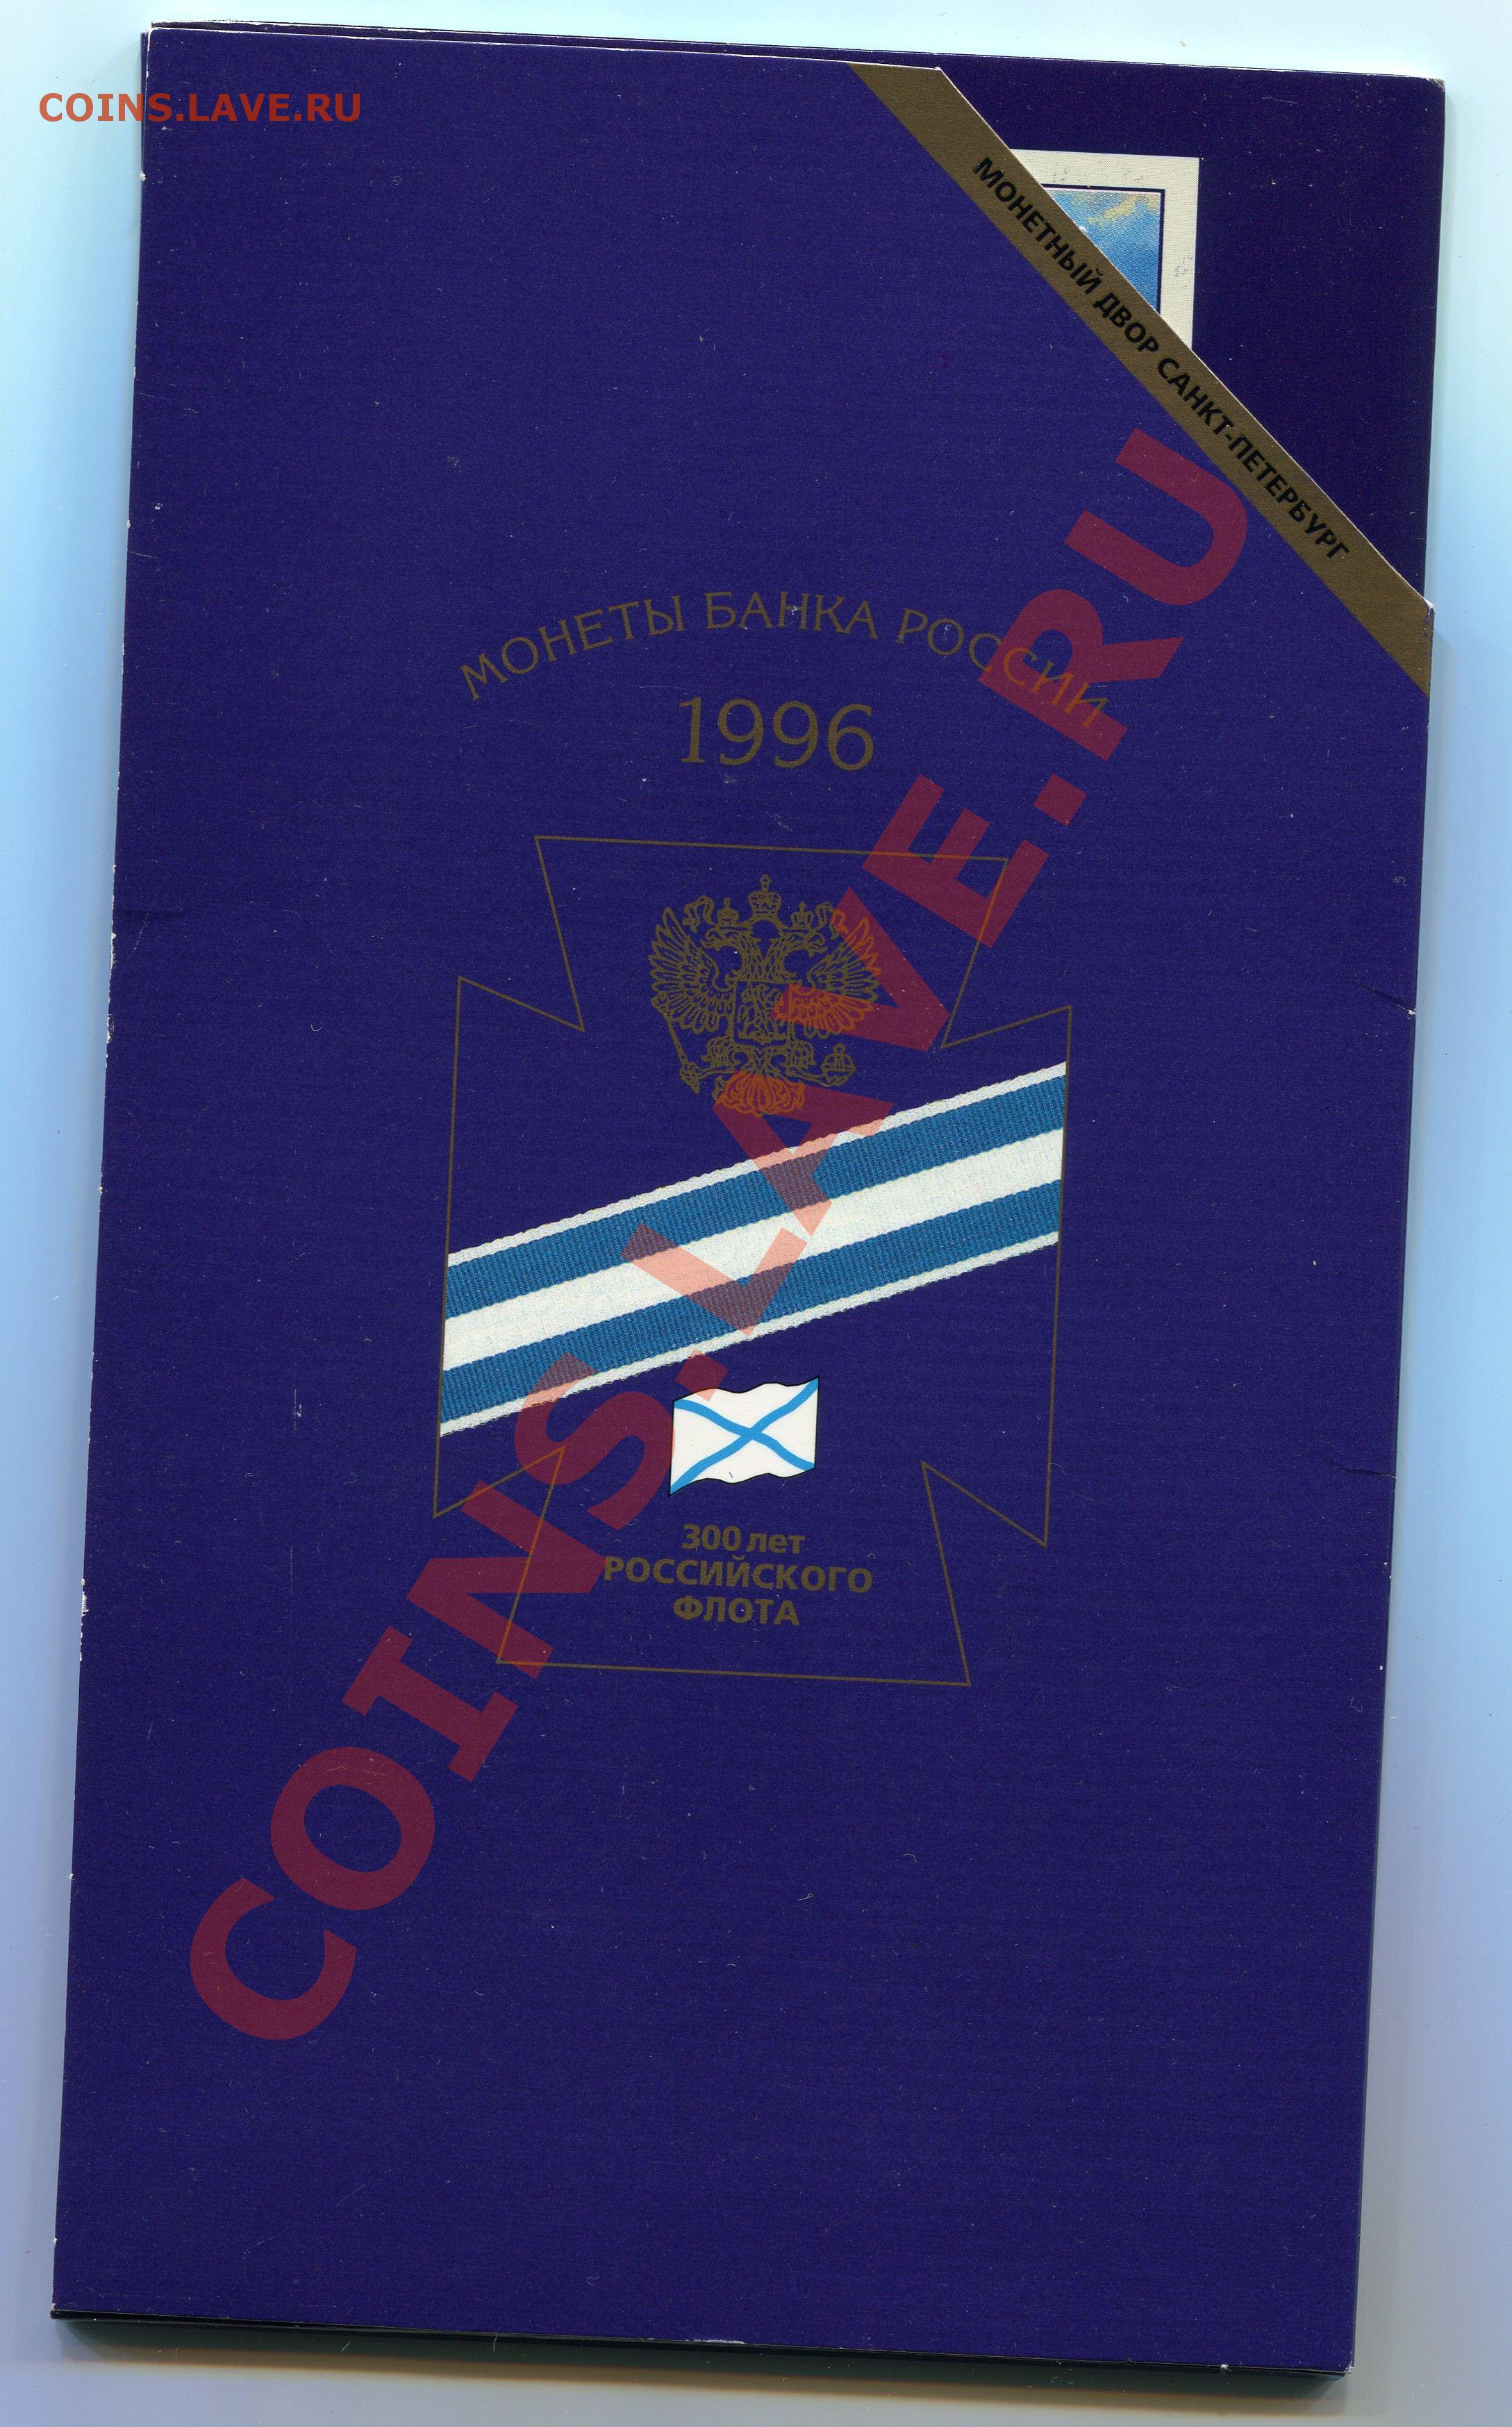 COINS.LAVE.RU
МОНЕТНЫЙ ДВОР САНКТ-ПЕТЕРБУРГ
МОНЕТЫ БАНКА РОССИИ
1996
300 лет
РОССИЙСКОГО
ФЛОТА
COINS.LAVE.RU